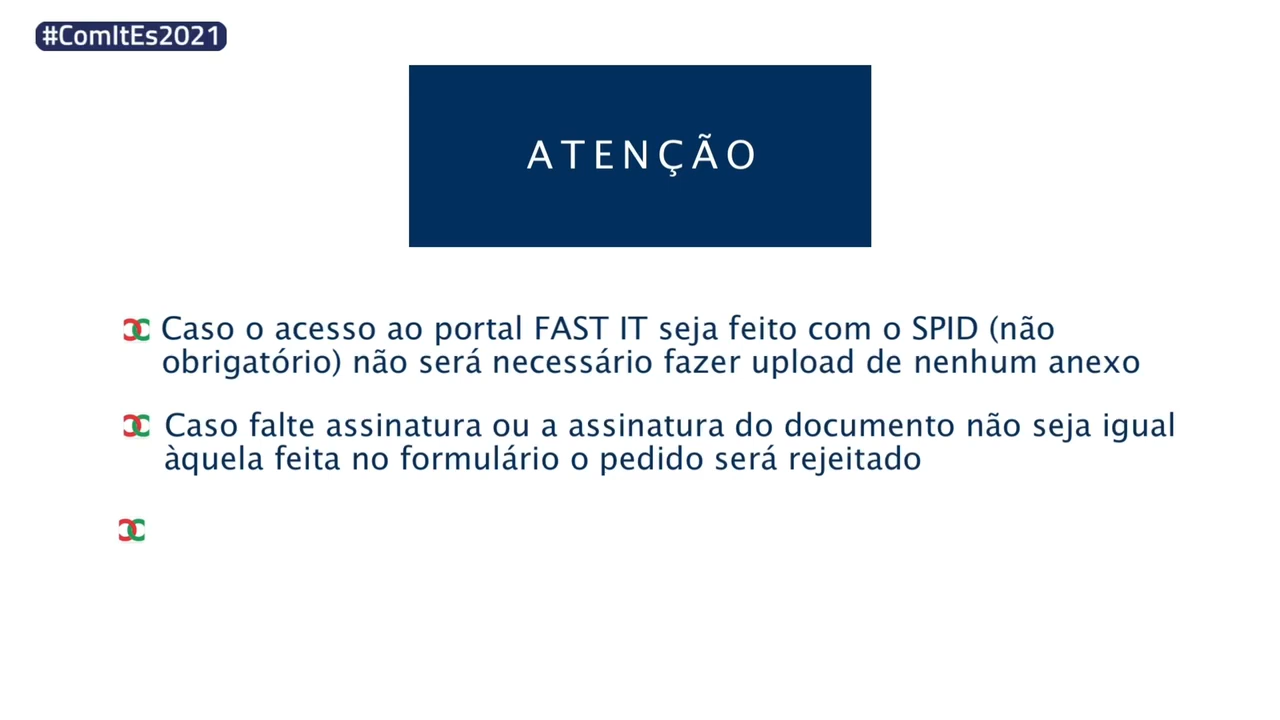 #ComItEs2021
ATENÇÃO
Caso o acesso ao portal FAST IT seja feito com o SPID (não
obrigatório) não será necessário fazer upload de nenhum anexo
Caso falte assinatura ou a assinatura do documento não seja igual
àquela feita no formulário o pedido será rejeitado